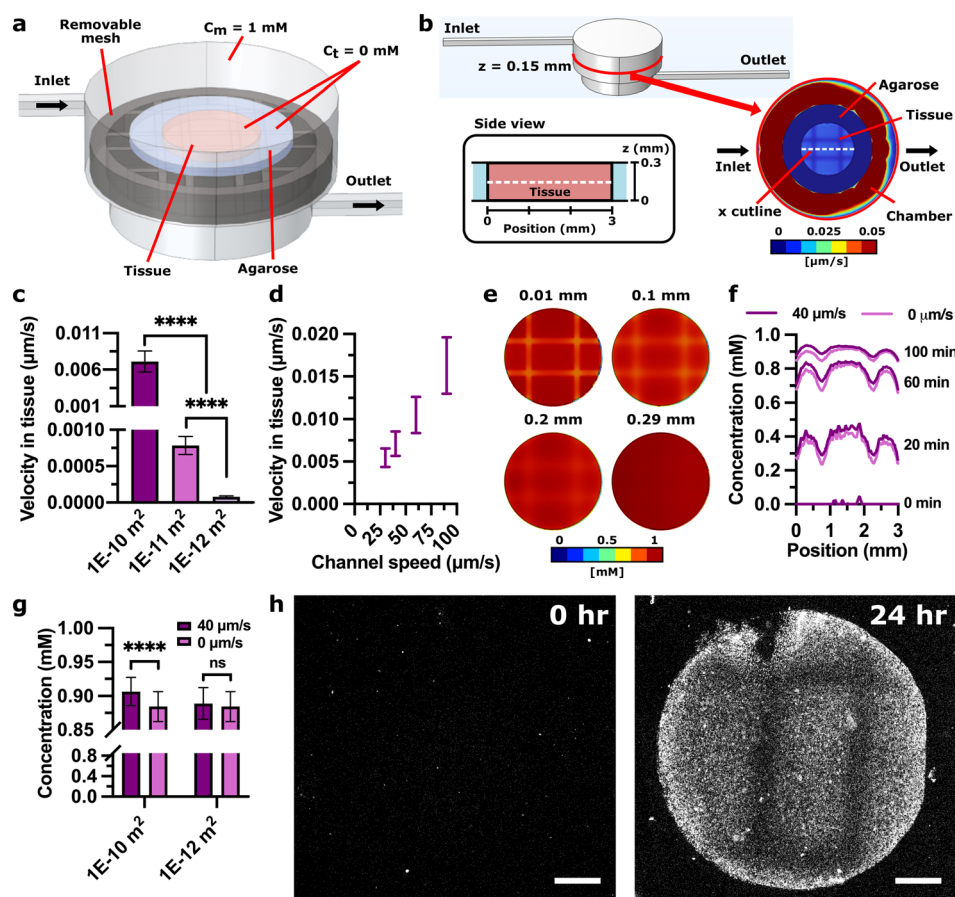 a
Removable
mesh
Cm = 1 mM
Ct = 0 mM
Inlet
Outlet
Tissue
Agarose
b
Inlet
z = 0.15 mm
Outlet
Side view
z (mm)
0.3
Tissue
0
0
3
Position (mm)
Agarose
Tissue
Inlet
Outlet
x cutline
Chamber
0
0.025
0.05
[µm/s]
c
Velocity in tissue (µm/s)
0.011
0.006
0.001
0.0010
0.0005
0.0000
****
****
1E-10 m²
1E-11 m²
1E-12 m²
d
Velocity in tissue (µm/s)
0.020
0.015
0.010
0.005
0.000
0
25
50
75
100
Channel speed (µm/s)
e
0.01 mm
0.1 mm
0.2 mm
0.29 mm
0
0.5
1
[mM]
f
40 µm/s
0 µm/s
Concentration (mM)
1.0
0.8
0.6
0.4
0.2
0.0
100 min
60 min
20 min
0 min
0
1
2
3
Position (mm)
g
40 µm/s
0 µm/s
Concentration (mM)
1.00
0.95
0.90
0.85
0.8
0.6
0.4
0.2
0.0
****
ns
1E-10 m²
1E-12 m²
h
0 hr
24 hr